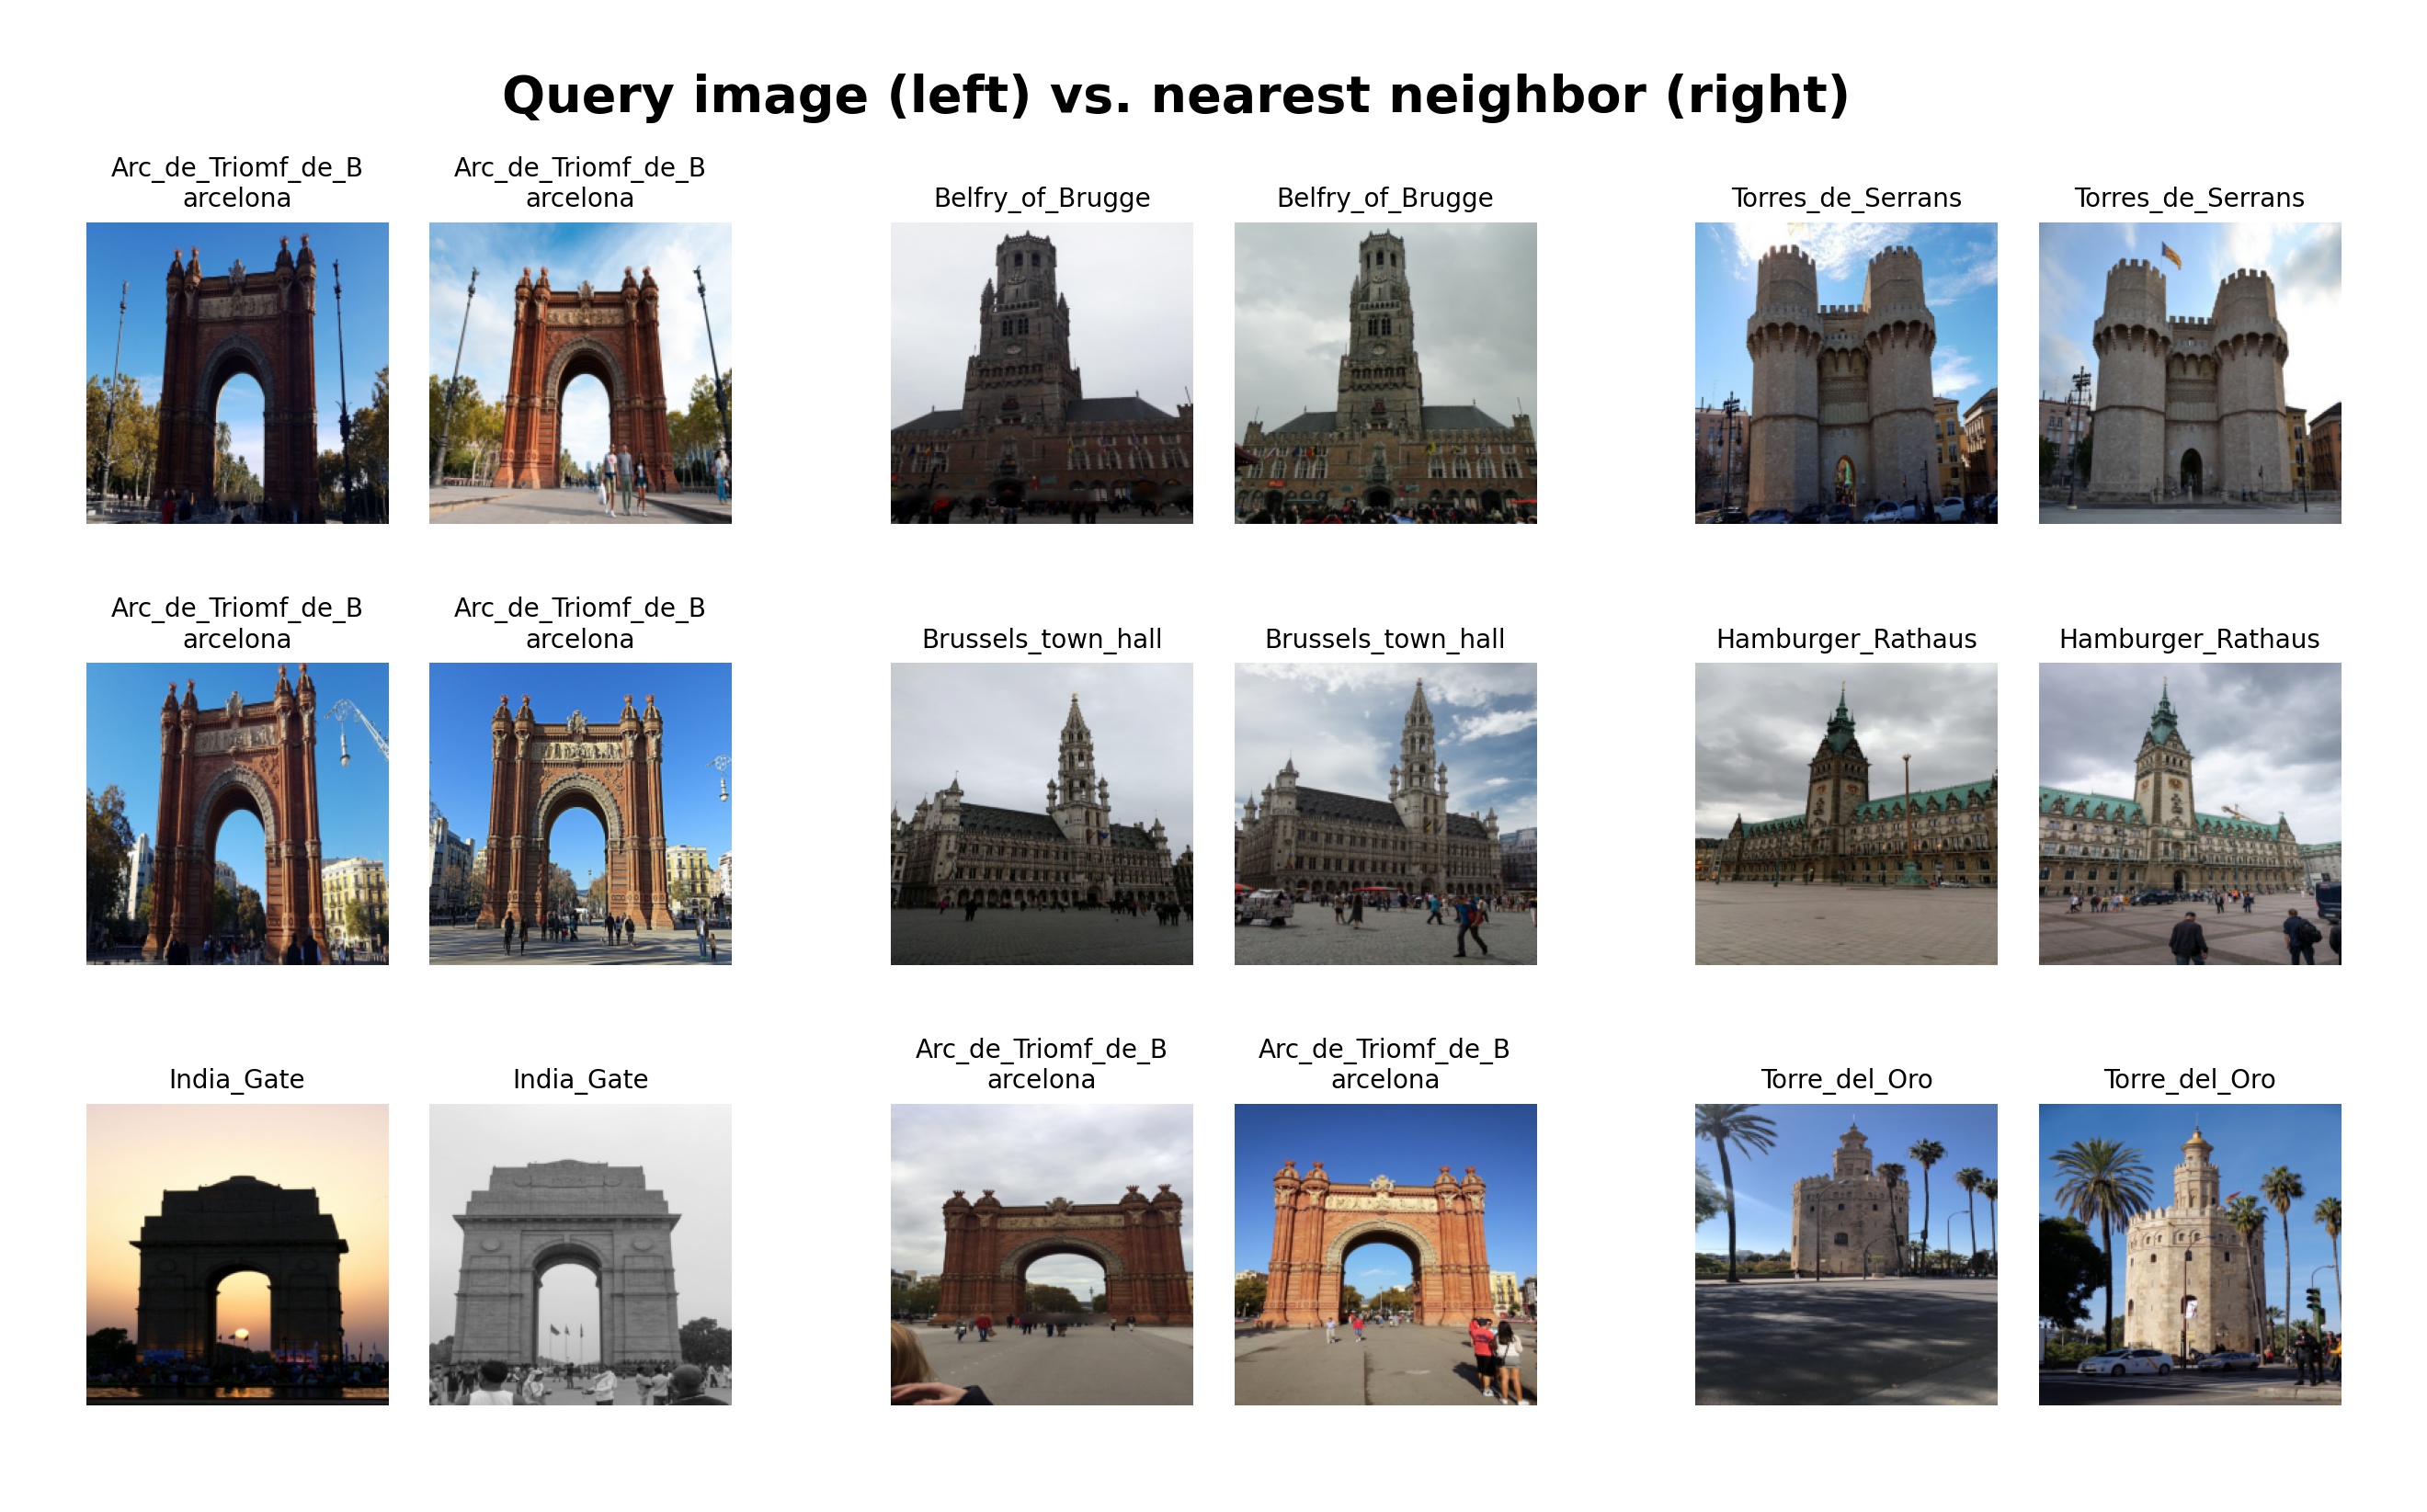 Query image (left) vs. nearest neighbor (right)
Arc_de_Triomf_de_B
arcelona
Arc_de_Triomf_de_B
arcelona
Belfry_of_Brugge
Belfry_of_Brugge
Torres_de_Serrans
Torres_de_Serrans
Arc_de_Triomf_de_B
arcelona
Arc_de_Triomf_de_B
arcelona
Brussels_town_hall
Brussels_town_hall
Hamburger_Rathaus
Hamburger_Rathaus
India_Gate
India_Gate
Arc_de_Triomf_de_B
arcelona
Arc_de_Triomf_de_B
arcelona
Torre_del_Oro
Torre_del_Oro